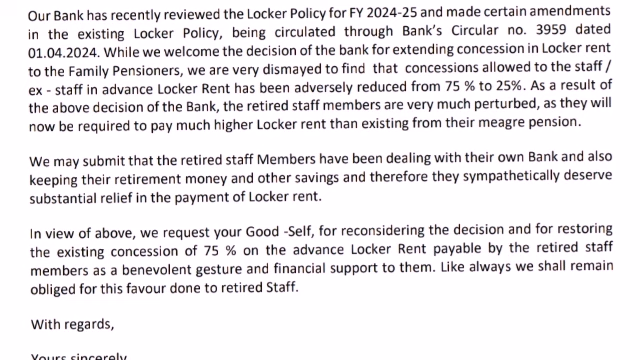 Our Bank has recently reviewed the Locker Policy for FY 2024-25 and made certain amendments
in the existing Locker Policy, being circulated through Bank's Circular no. 3959 dated
01.04.2024. While we welcome the decision of the bank for extending concession in Locker rent
to the Family Pensioners, we are very dismayed to find that concessions allowed to the staff /
ex - staff in advance Locker Rent has been adversely reduced from 75 % to 25%. As a result of
the above decision of the Bank, the retired staff members are very much perturbed, as they will
now be required to pay much higher Locker rent than existing from their meagre pension.
We may submit that the retired staff Members have been dealing with their own Bank and also
keeping their retirement money and other savings and therefore they sympathetically deserve
substantial relief in the payment of Locker rent.
In view of above, we request your Good -Self, for reconsidering the decision and for restoring
the existing concession of 75 % on the advance Locker Rent payable by the retired staff
members as a benevolent gesture and financial support to them. Like always we shall remain
obliged for this favour done to retired Staff.
With regards,
Yours sincerely